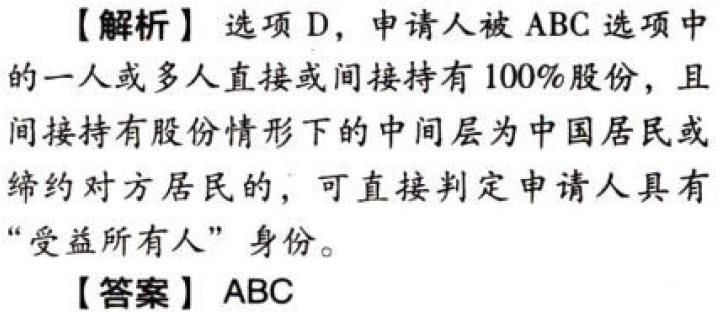 【解析】 选项 D，申请人被 ABC 选项中
的一人或多人直接或间接持有 100%股份，且
间接持有股份情形下的中间层为中国居民或
缔约对方居民的，可直接判定申请人具有
“受益所有人” 身份。
【答案】 ABC